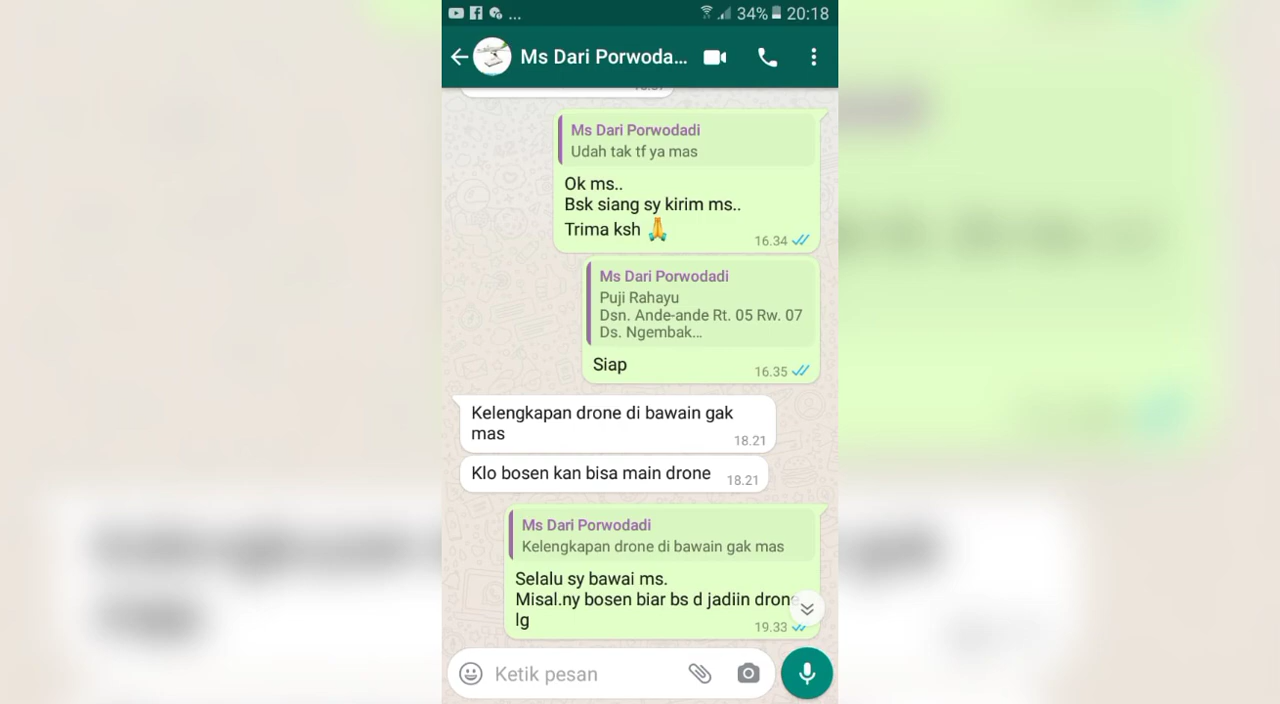 ... 34% 20:18
Ms Dari Porwoda...
Ms Dari Porwodadi
Udah tak tf ya mas
Ok ms..
Bsk siang sy kirim ms..
Trima ksh 🙏
16.34
Ms Dari Porwodadi
Puji Rahayu
Dsn. Ande-ande Rt. 05 Rw. 07
Ds. Ngembak...
Siap
16.35
Kelengkapan drone di bawain gak
mas
18.21
Klo bosen kan bisa main drone
18.21
Ms Dari Porwodadi
Kelengkapan drone di bawain gak mas
Selalu sy bawai ms.
Misal.ny bosen biar bs d jadiin drone
lg
19.33
Ketik pesan